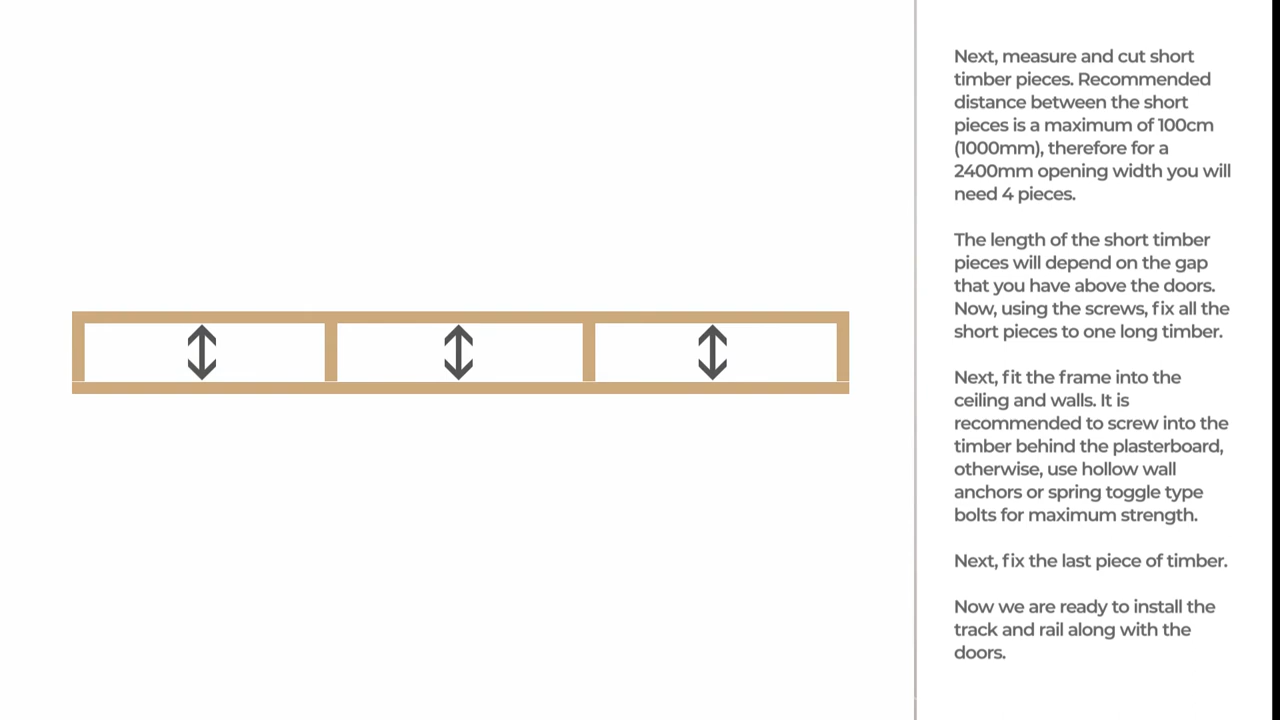 Next, measure and cut short
timber pieces. Recommended
distance between the short
pieces is a maximum of 100cm
(1000mm), therefore for a
2400mm opening width you will
need 4 pieces.
The length of the short timber
pieces will depend on the gap
that you have above the doors.
Now, using the screws, fix all the
short pieces to one long timber.
Next, fit the frame into the
ceiling and walls. It is
recommended to screw into the
timber behind the plasterboard,
otherwise, use hollow wall
anchors or spring toggle type
bolts for maximum strength.
Next, fix the last piece of timber.
Now we are ready to install the
track and rail along with the
doors.